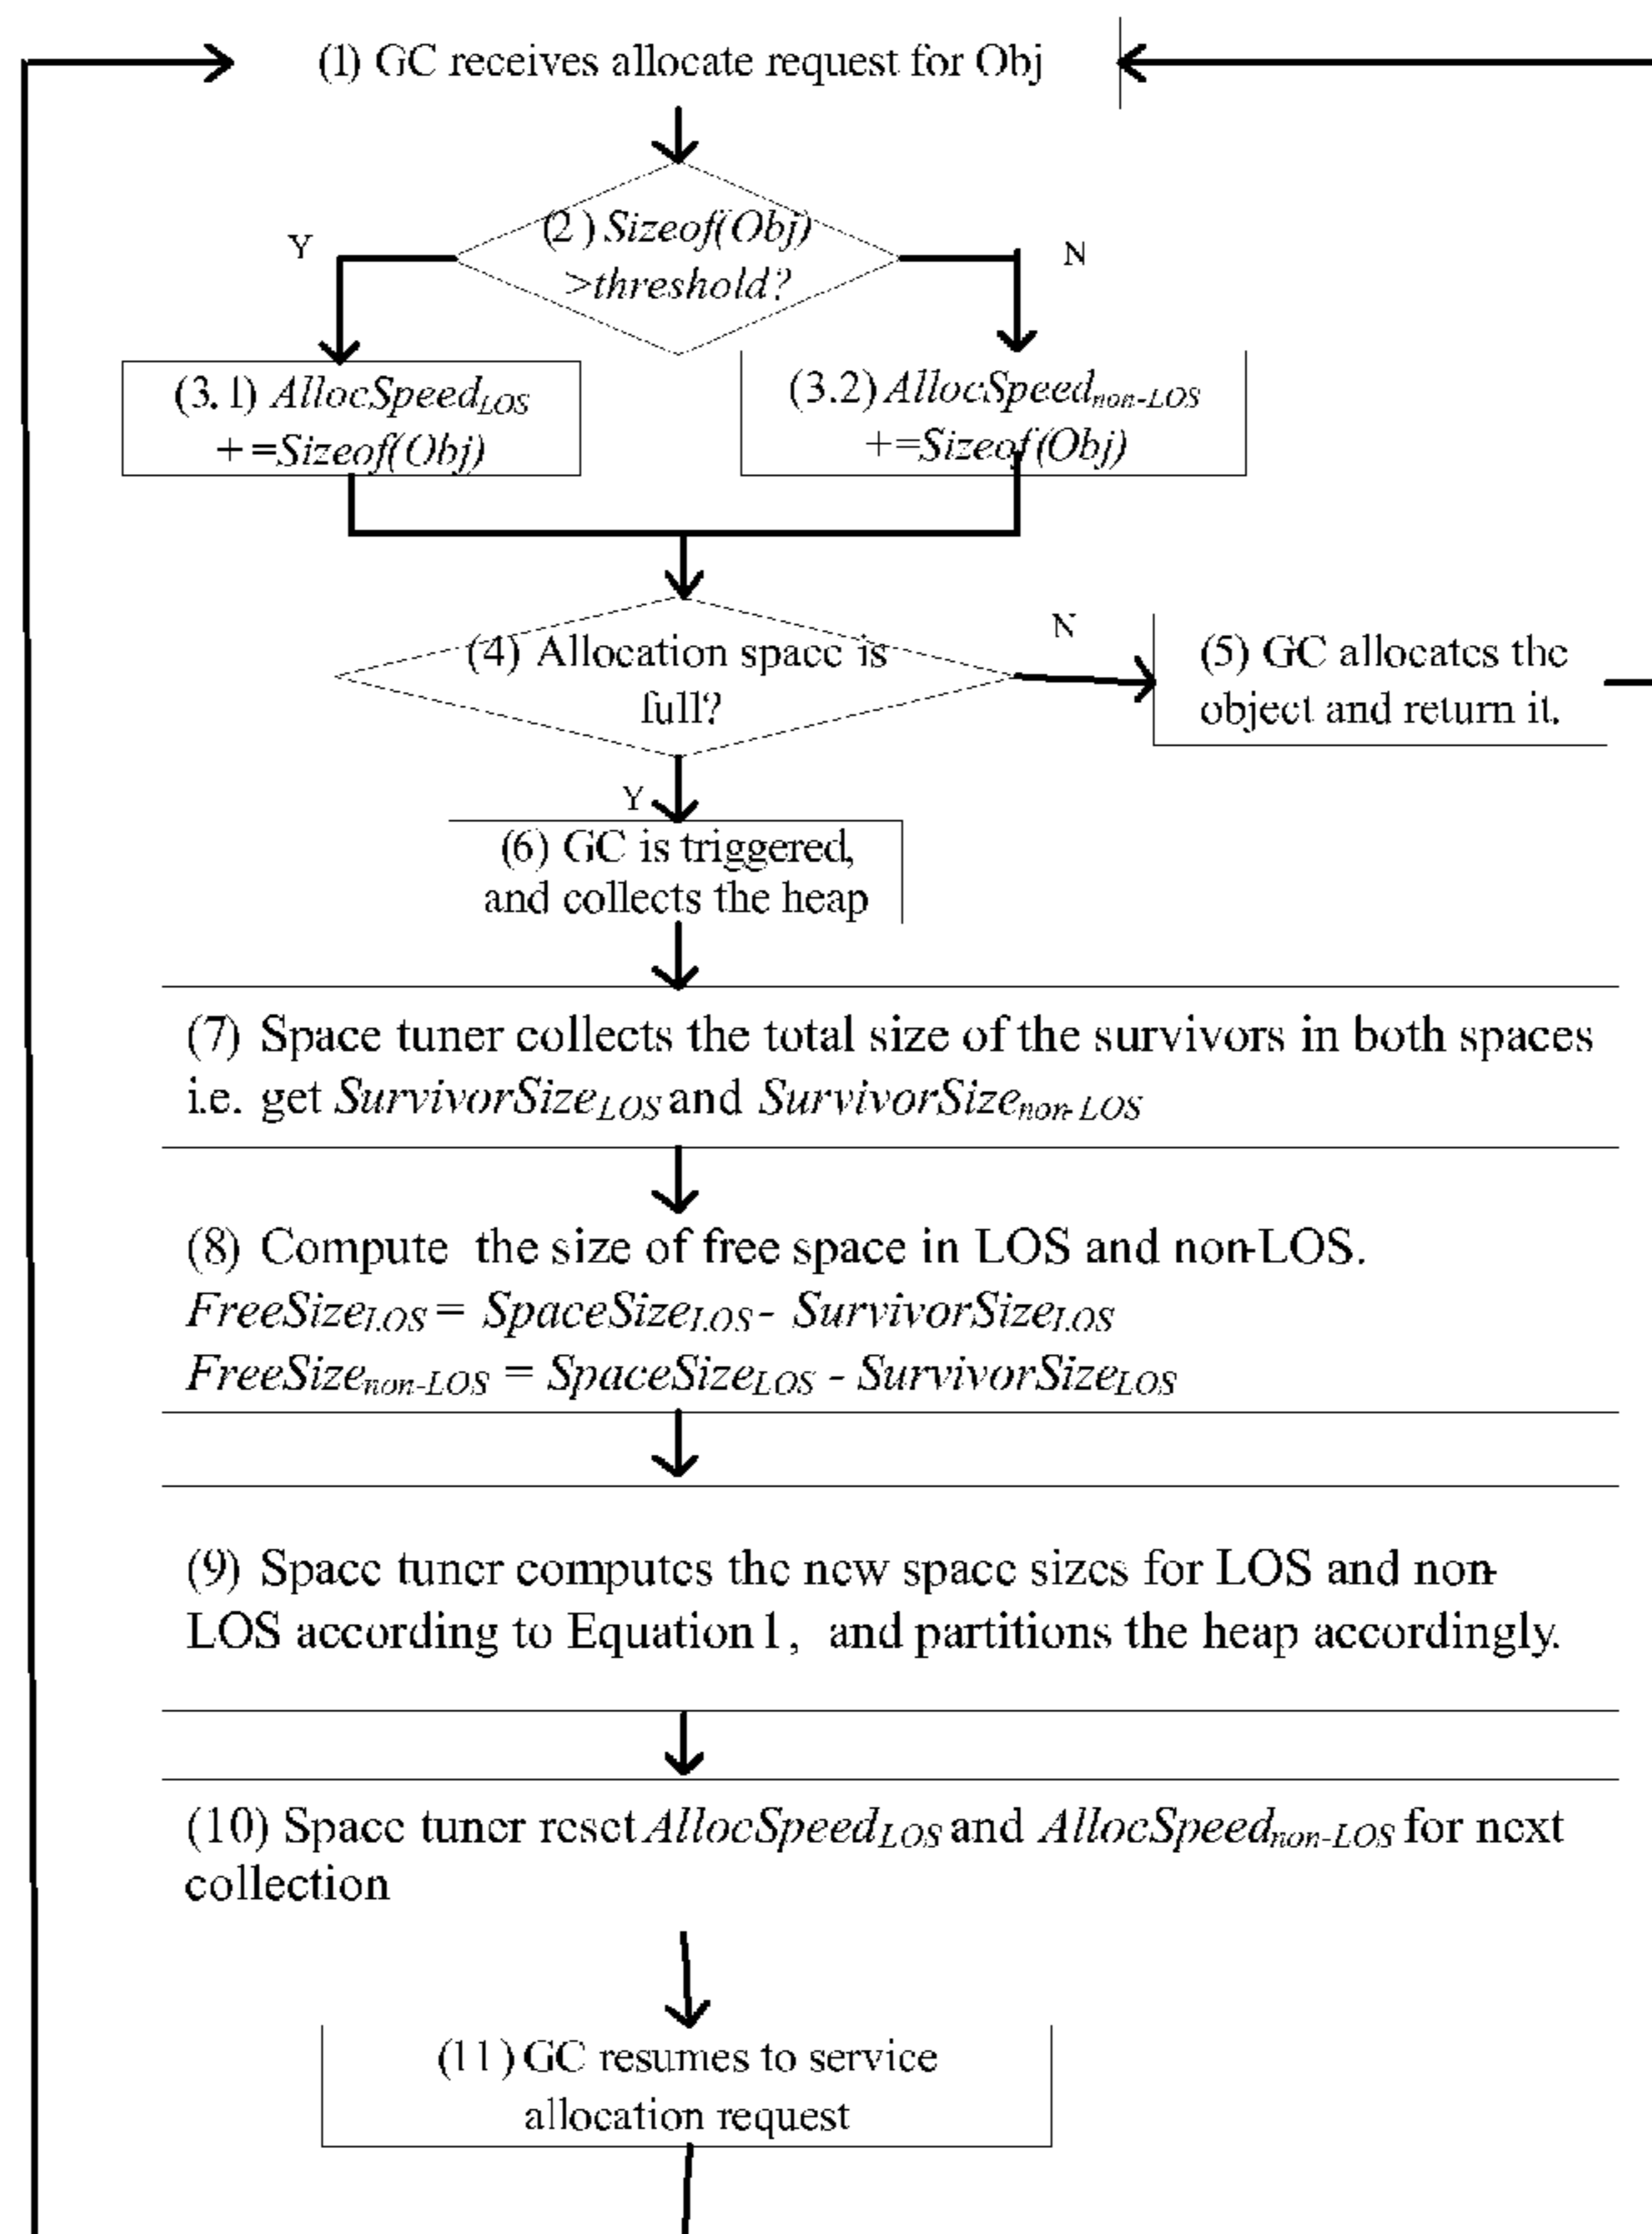 (1) GC receives allocate request for Obj
(2) Sizeof(Obj)
>threshold?
Y
N
(3.1) AllocSpeedLOS
+=Sizeof(Obj)
(3.2) AllocSpeednon-LOS
+=Sizeof(Obj)
(4) Allocation space is
full?
N
(5) GC allocates the
object and return it.
Y
(6) GC is triggered,
and collects the heap
(7) Space tuner collects the total size of the survivors in both spaces
i.e. get SurvivorSizeLOS and SurvivorSizenon-LOS
(8) Compute the size of free space in LOS and non-LOS.
FreeSizeLOS = SpaceSizeLOS - SurvivorSizeLOS
FreeSizenon-LOS = SpaceSizeLOS - SurvivorSizeLOS
(9) Space tuner computes the new space sizes for LOS and non-
LOS according to Equation 1, and partitions the heap accordingly.
(10) Space tuner reset AllocSpeedLOS and AllocSpeednon-LOS for next
collection
(11) GC resumes to service
allocation request